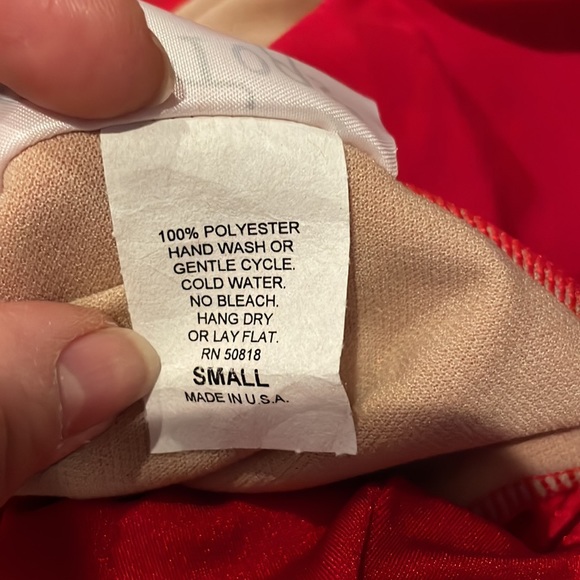 100% POLYESTER
HAND WASH OR
GENTLE CYCLE.
COLD WATER.
NO BLEACH.
HANG DRY
OR LAY FLAT.
RN 50818
SMALL
MADE IN U.S.A.